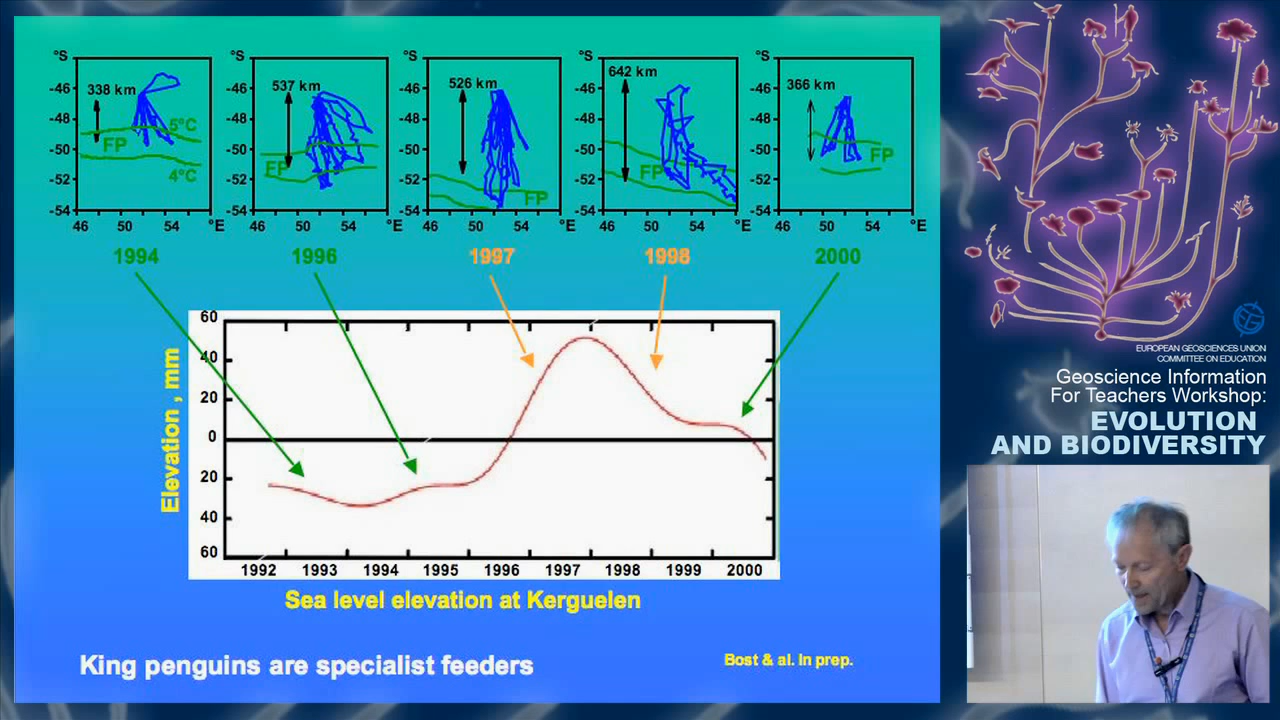 °S °S °S °S °S
-46 -46 -46 -46 -46
-48 -48 -48 -48 -48
-50 -50 -50 -50 -50
-52 -52 -52 -52 -52
-54 -54 -54 -54 -54
338 km 537 km 526 km 642 km 366 km
5°C
FP FP FP FP FP
4°C
46 50 54 °E 46 50 54 °E 46 50 54 °E 46 50 54 °E 46 50 54 °E
1994 1996 1997 1998 2000
60
40
20
0
20
40
60
Elevation , mm
1992 1993 1994 1995 1996 1997 1998 1999 2000
Sea level elevation at Kerguelen
King penguins are specialist feeders
Bost & al. In prep.
EUROPEAN GEOSCIENCES UNION
COMMITTEE ON EDUCATION
Geoscience Information
For Teachers Workshop:
EVOLUTION
AND BIODIVERSITY